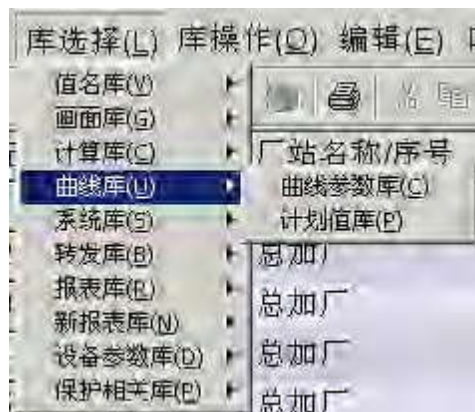 库选择(L) 库操作(Q) 编辑(E)
值名库(V)
画面库(G)
计算库(C)
厂站名称/序号
曲线库(U)
曲线参数库(C)
系统库(S)
计划值库(P)
转发库(B)
总加厂
报表库(R)
总加厂
新报表库(N)
设备参数库(D)
总加厂
保护相关库(P)
总加厂